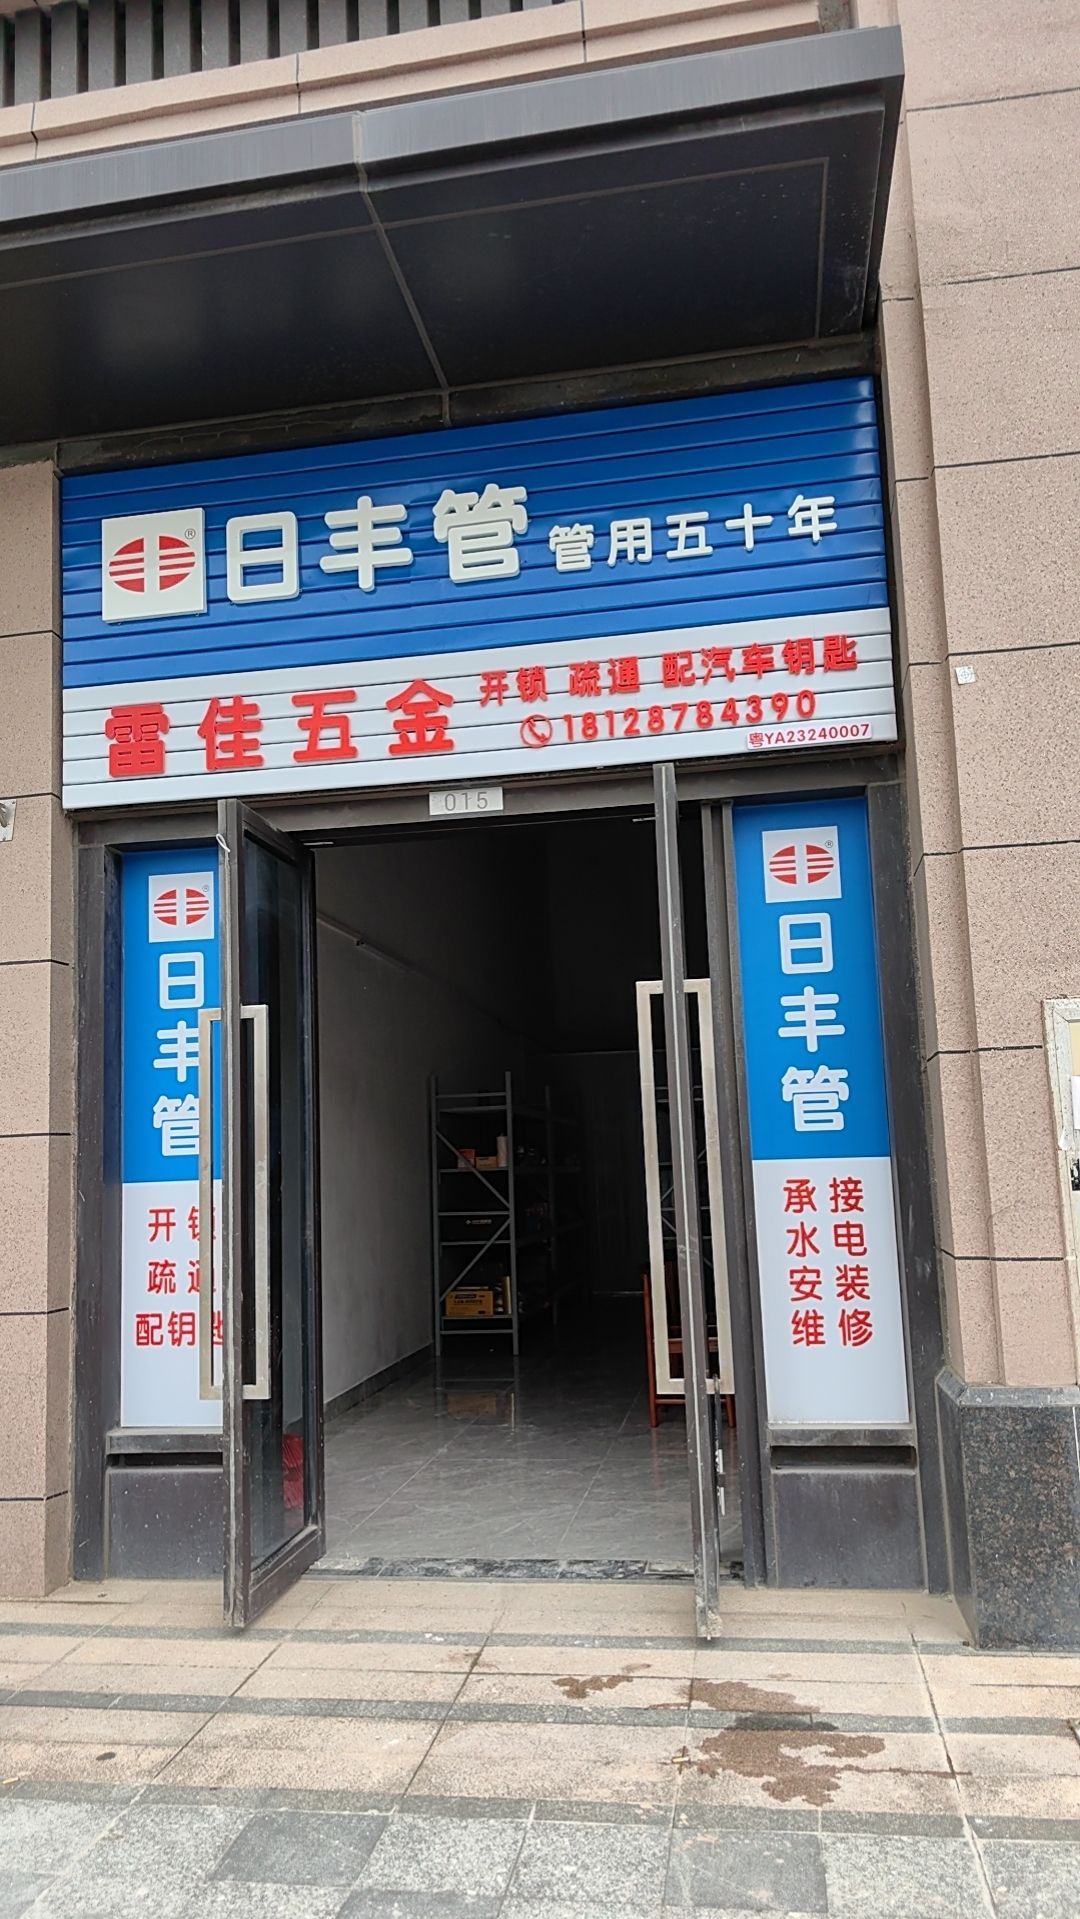 日丰管 管用五十年
雷佳五金
开锁 疏通 配汽车钥匙
18128784390
粤YA23240007
015
日丰管
开锁
疏通
配钥匙
日丰管
承接
水电
安装
维修